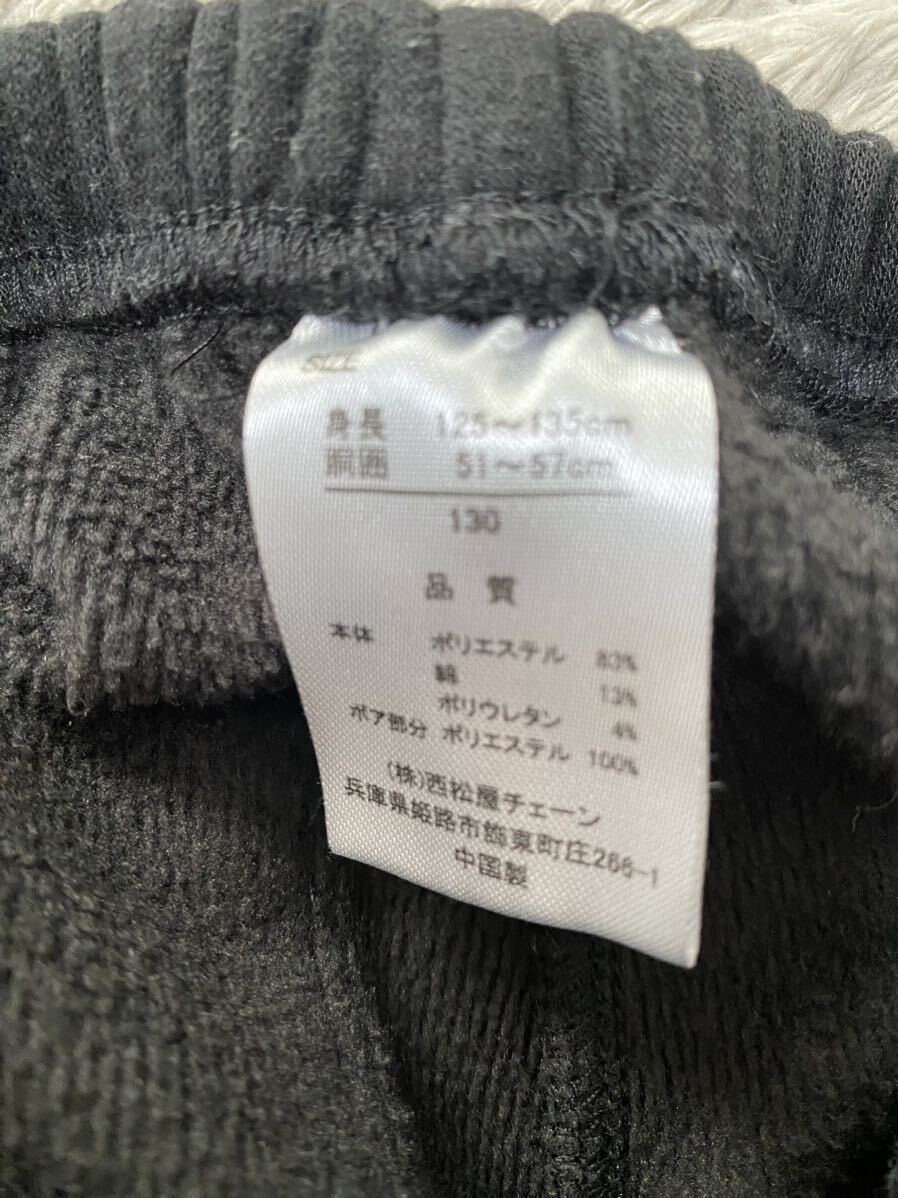 SIZE
身長 125～135cm
胴囲 51～57cm
130
品質
本体 ポリエステル 83%
綿 13%
ポリウレタン 4%
ボア部分 ポリエステル 100%
(株)西松屋チェーン
兵庫県姫路市飾東町庄266-1
中国製